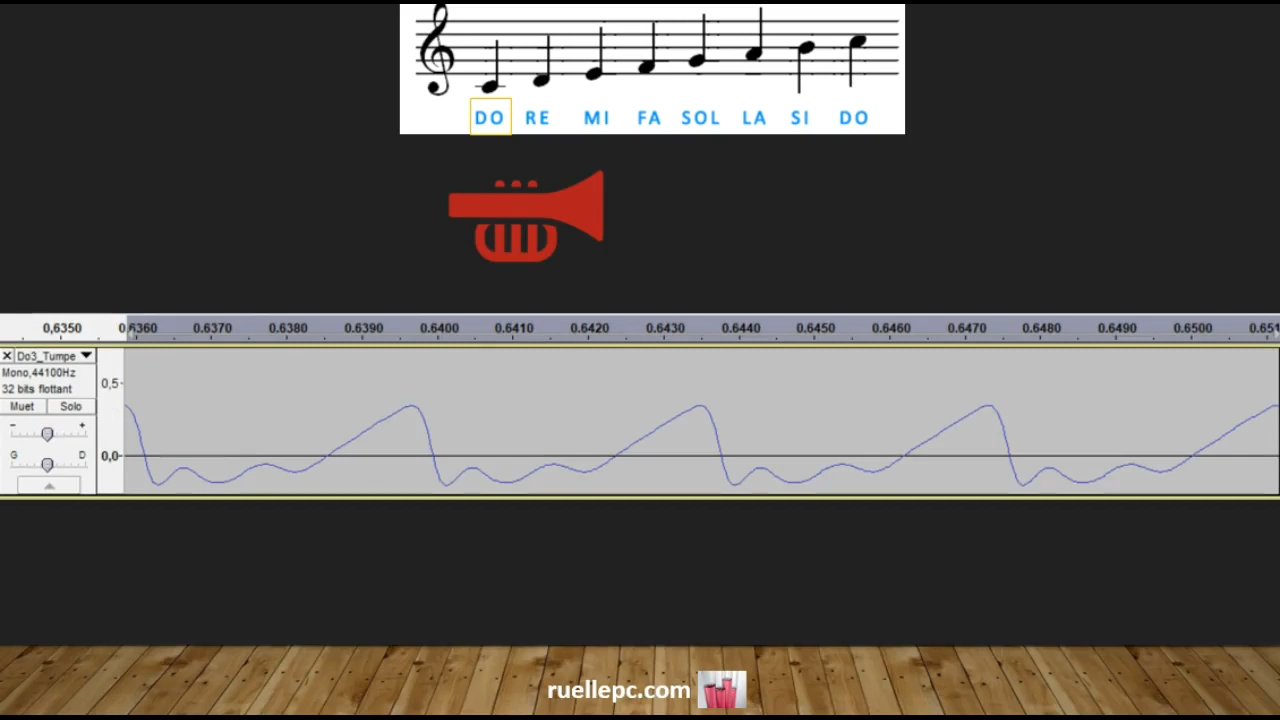 DO RE MI FA SOL LA SI DO
0,6350 0.6360 0.6370 0.6380 0.6390 0.6400 0.6410 0.6420 0.6430 0.6440 0.6450 0.6460 0.6470 0.6480 0.6490 0.6500 0.651
Do3_Tumpe
Mono,44100Hz
32 bits flottant
Muet Solo
- +
G D
0,5
0,0
ruellepc.com